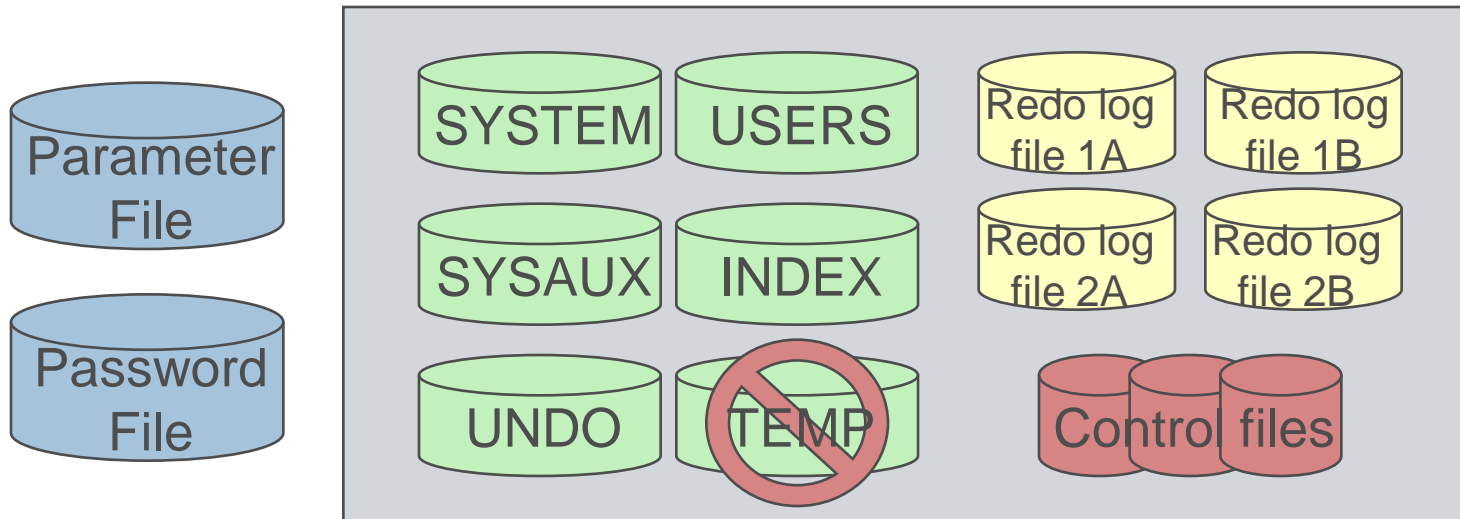 Parameter
File
Password
File
SYSTEM
USERS
SYSAUX
INDEX
UNDO
TEMP
Redo log
file 1A
Redo log
file 1B
Redo log
file 2A
Redo log
file 2B
Control files